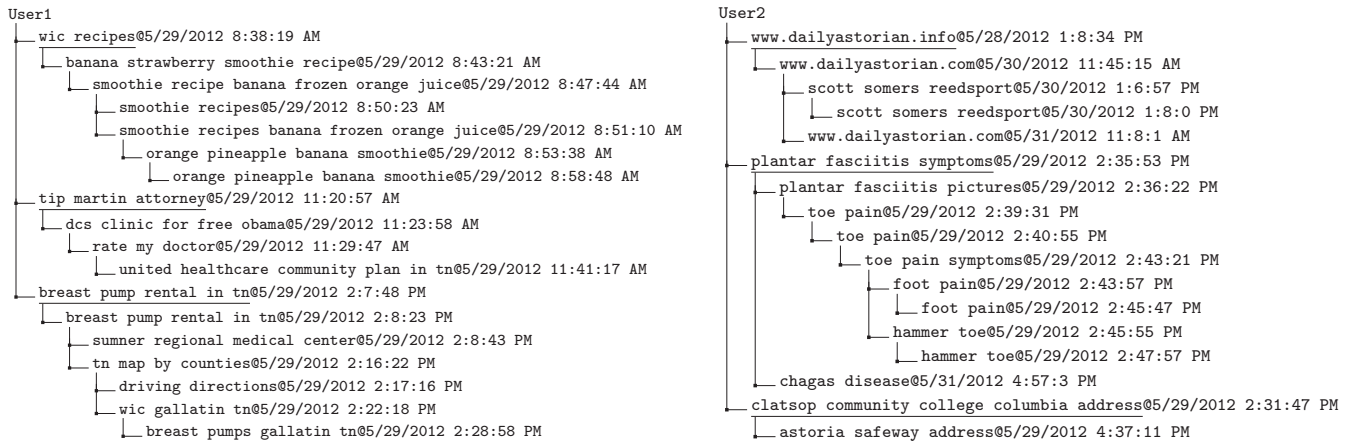 User1
wic recipes@5/29/2012 8:38:19 AM
banana strawberry smoothie recipe@5/29/2012 8:43:21 AM
smoothie recipe banana frozen orange juice@5/29/2012 8:47:44 AM
smoothie recipes@5/29/2012 8:50:23 AM
smoothie recipes banana frozen orange juice@5/29/2012 8:51:10 AM
orange pineapple banana smoothie@5/29/2012 8:53:38 AM
orange pineapple banana smoothie@5/29/2012 8:58:48 AM
tip martin attorney@5/29/2012 11:20:57 AM
dcs clinic for free obama@5/29/2012 11:23:58 AM
rate my doctor@5/29/2012 11:29:47 AM
united healthcare community plan in tn@5/29/2012 11:41:17 AM
breast pump rental in tn@5/29/2012 2:7:48 PM
breast pump rental in tn@5/29/2012 2:8:23 PM
sumner regional medical center@5/29/2012 2:8:43 PM
tn map by counties@5/29/2012 2:16:22 PM
driving directions@5/29/2012 2:17:16 PM
wic gallatin tn@5/29/2012 2:22:18 PM
breast pumps gallatin tn@5/29/2012 2:28:58 PM
User2
www.dailyastorian.info@5/28/2012 1:8:34 PM
www.dailyastorian.com@5/30/2012 11:45:15 AM
scott somers reedsport@5/30/2012 1:6:57 PM
scott somers reedsport@5/30/2012 1:8:0 PM
www.dailyastorian.com@5/31/2012 11:8:1 AM
plantar fasciitis symptoms@5/29/2012 2:35:53 PM
plantar fasciitis pictures@5/29/2012 2:36:22 PM
toe pain@5/29/2012 2:39:31 PM
toe pain@5/29/2012 2:40:55 PM
toe pain symptoms@5/29/2012 2:43:21 PM
foot pain@5/29/2012 2:43:57 PM
foot pain@5/29/2012 2:45:47 PM
hammer toe@5/29/2012 2:45:55 PM
hammer toe@5/29/2012 2:47:57 PM
chagas disease@5/31/2012 4:57:3 PM
clatsop community college columbia address@5/29/2012 2:31:47 PM
astoria safeway address@5/29/2012 4:37:11 PM